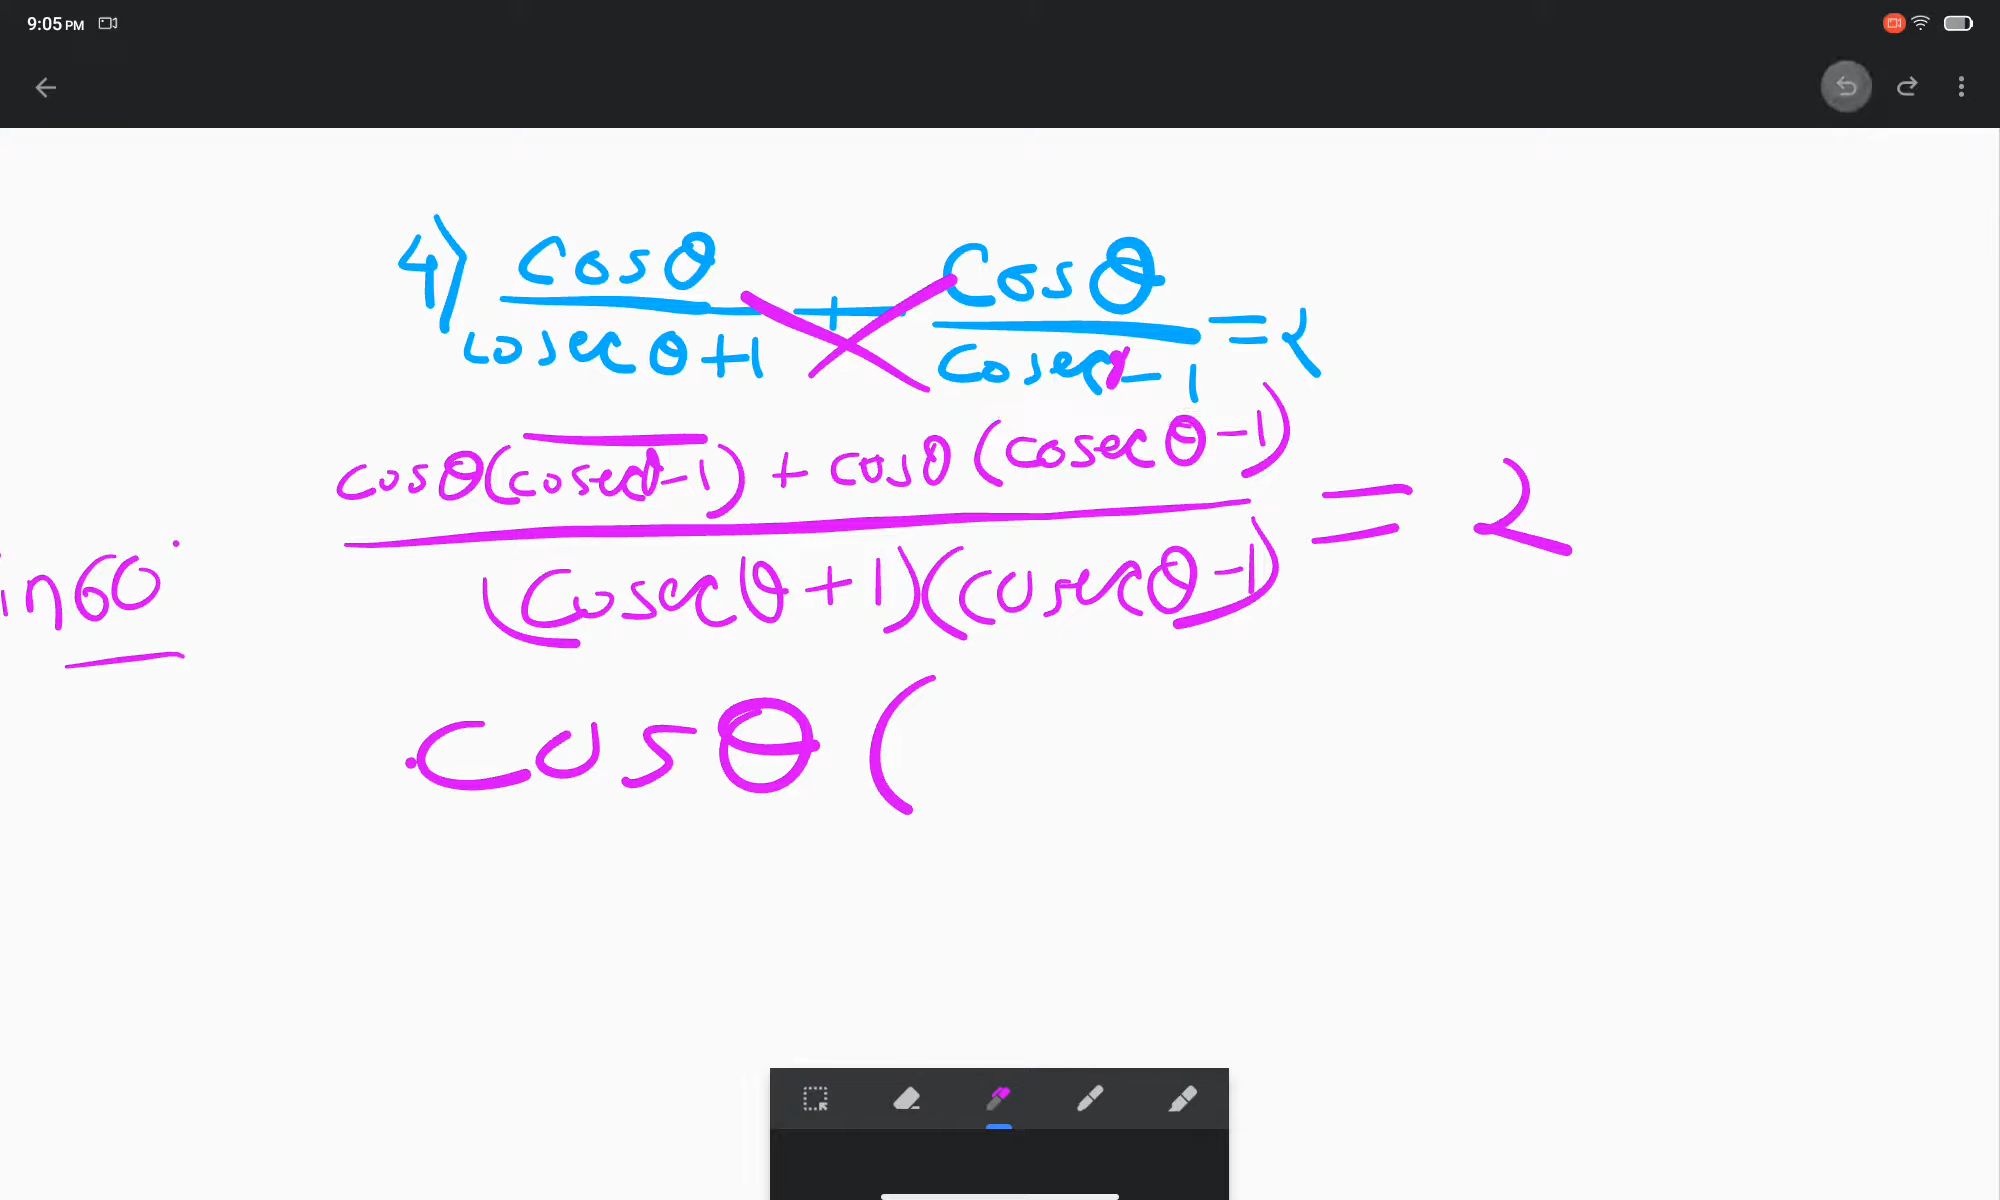 9:05 PM
4) cosθ/(cosecθ+1) + Cosθ/(cosec -1) = 2
cosθ(cosecθ-1) + cosθ(cosecθ-1)/(Cosecθ+1)(cosecθ-1) = 2
in60°
cosθ (